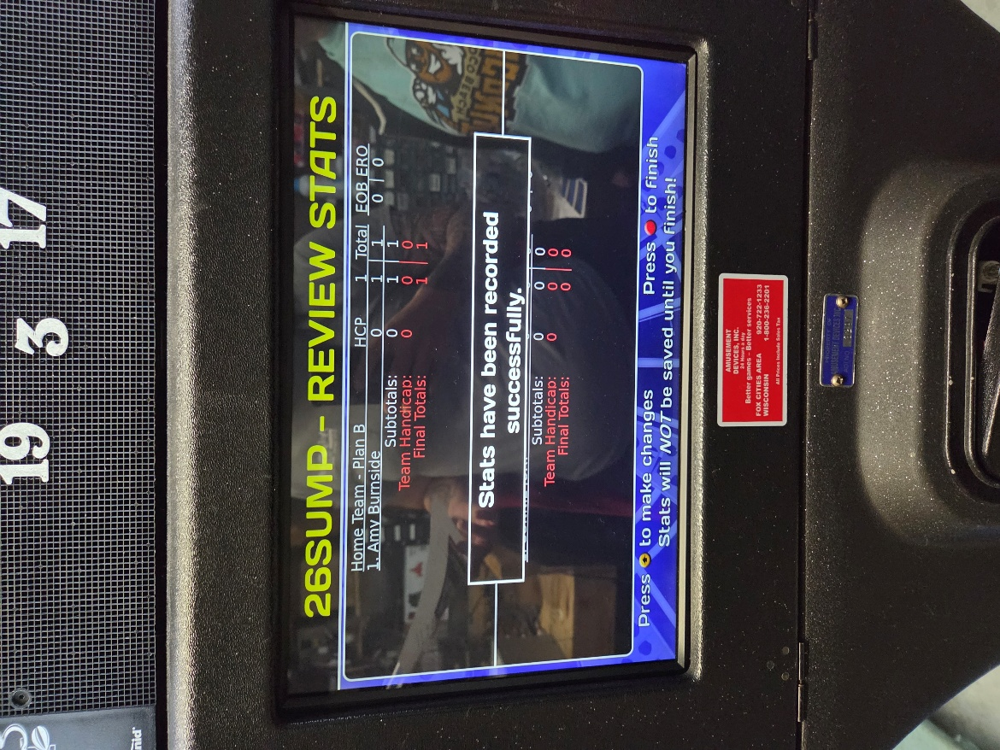 17
3
19
26SUMP - REVIEW STATS
Home Team - Plan B HCP 1 Total EOB ERO
1. Amy Burnside 0 1 1 0 0
Subtotals: 0 1 1
Team Handicap: 0 0 0
Final Totals: 1 1
Stats have been recorded
successfully.
Subtotals: 0 0 0
Team Handicap: 0 0 0
Final Totals: 0 0
Press to make changes Press to finish
Stats will NOT be saved until you finish!
AMUSEMENT
DEVICES, INC.
24 Hours a day
Better games - Better services
FOX CITIES AREA 920-722-1233
WISCONSIN 1-800-236-2201
All Prices Include Sales Tax